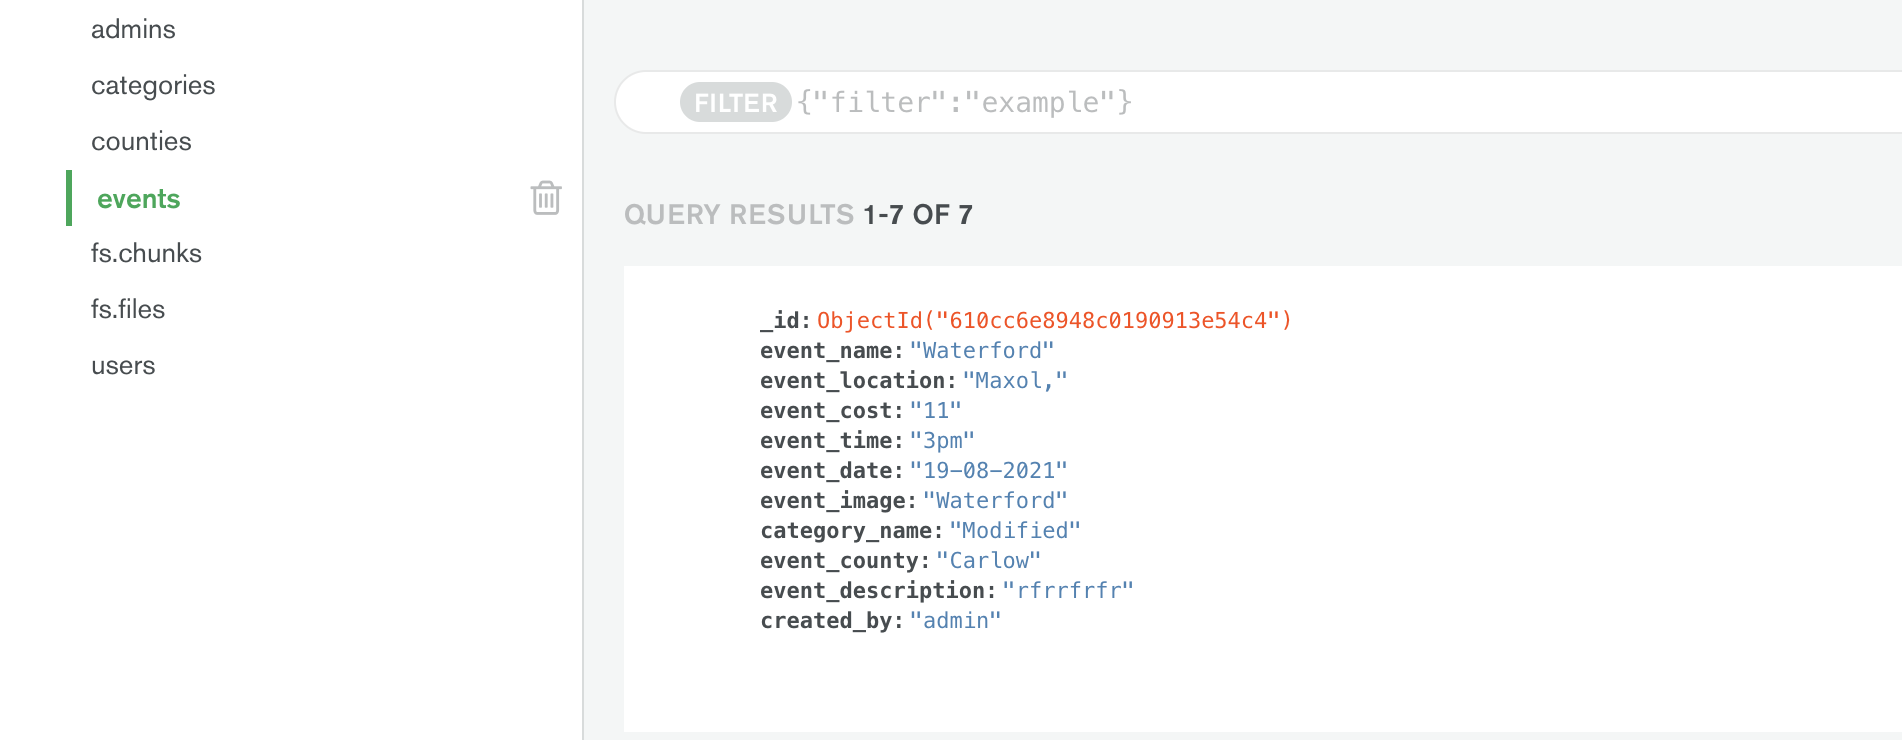 admins
categories
counties
events
fs.chunks
fs.files
users
FILTER {"filter":"example"}
QUERY RESULTS 1-7 OF 7
_id: ObjectId("610cc6e8948c0190913e54c4")
event_name: "Waterford"
event_location: "Maxol,"
event_cost: "11"
event_time: "3pm"
event_date: "19-08-2021"
event_image: "Waterford"
category_name: "Modified"
event_county: "Carlow"
event_description: "rfrrfrfr"
created_by: "admin"